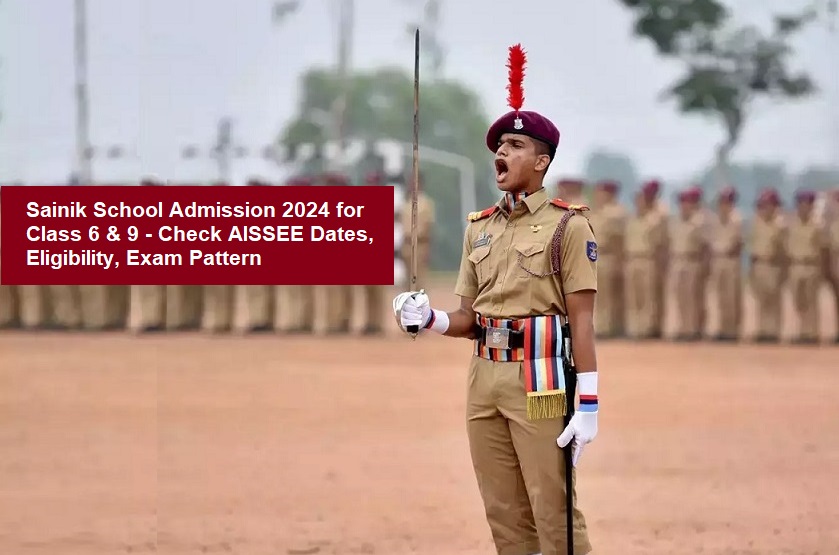 Sainik School Admission 2024 for
Class 6 & 9 - Check AISSEE Dates,
Eligibility, Exam Pattern